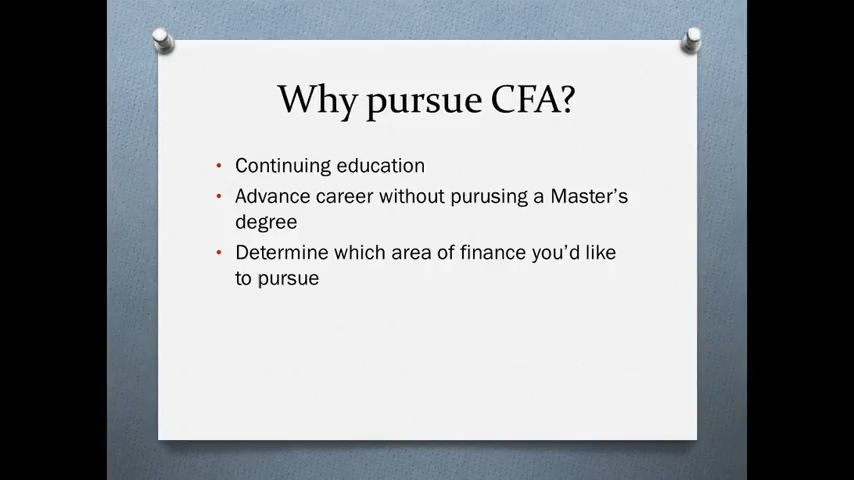 Why pursue CFA?
• Continuing education
• Advance career without purusing a Master's
degree
• Determine which area of finance you'd like
to pursue